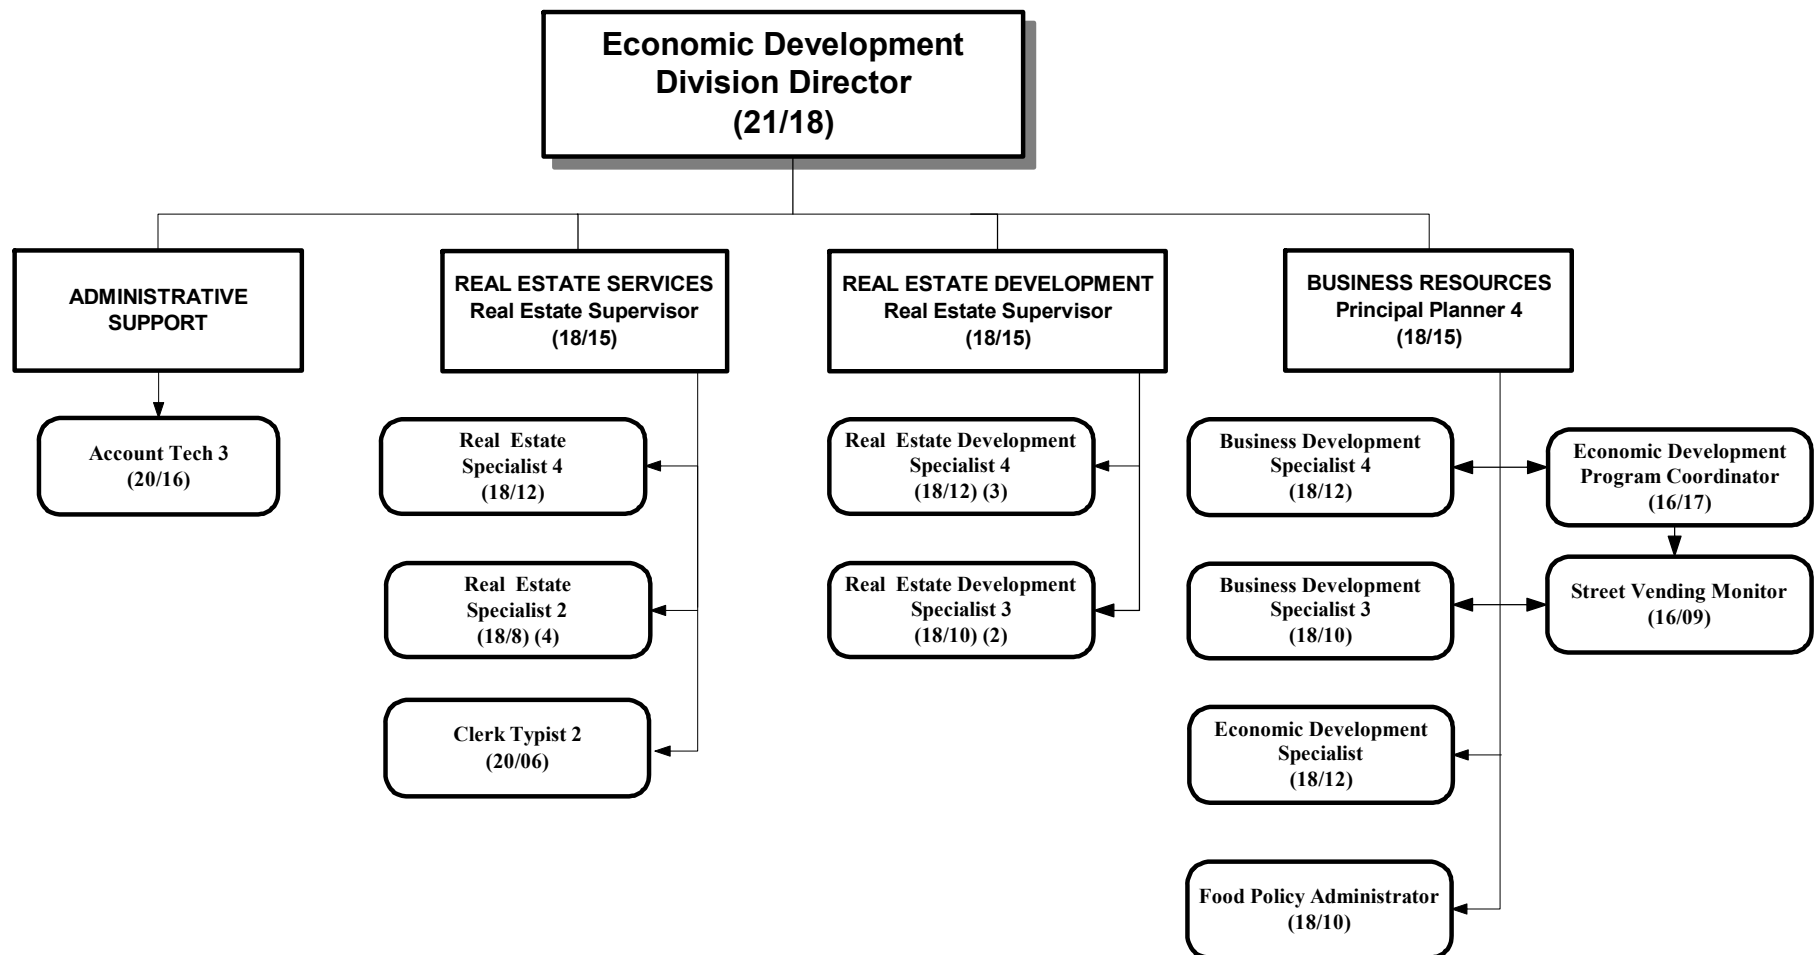 Economic Development
Division Director
(21/18)
ADMINISTRATIVE
SUPPORT
REAL ESTATE SERVICES
Real Estate Supervisor
(18/15)
REAL ESTATE DEVELOPMENT
Real Estate Supervisor
(18/15)
BUSINESS RESOURCES
Principal Planner 4
(18/15)
Account Tech 3
(20/16)
Real Estate
Specialist 4
(18/12)
Real Estate Development
Specialist 4
(18/12) (3)
Business Development
Specialist 4
(18/12)
Economic Development
Program Coordinator
(16/17)
Real Estate
Specialist 2
(18/8) (4)
Real Estate Development
Specialist 3
(18/10) (2)
Business Development
Specialist 3
(18/10)
Street Vending Monitor
(16/09)
Clerk Typist 2
(20/06)
Economic Development
Specialist
(18/12)
Food Policy Administrator
(18/10)